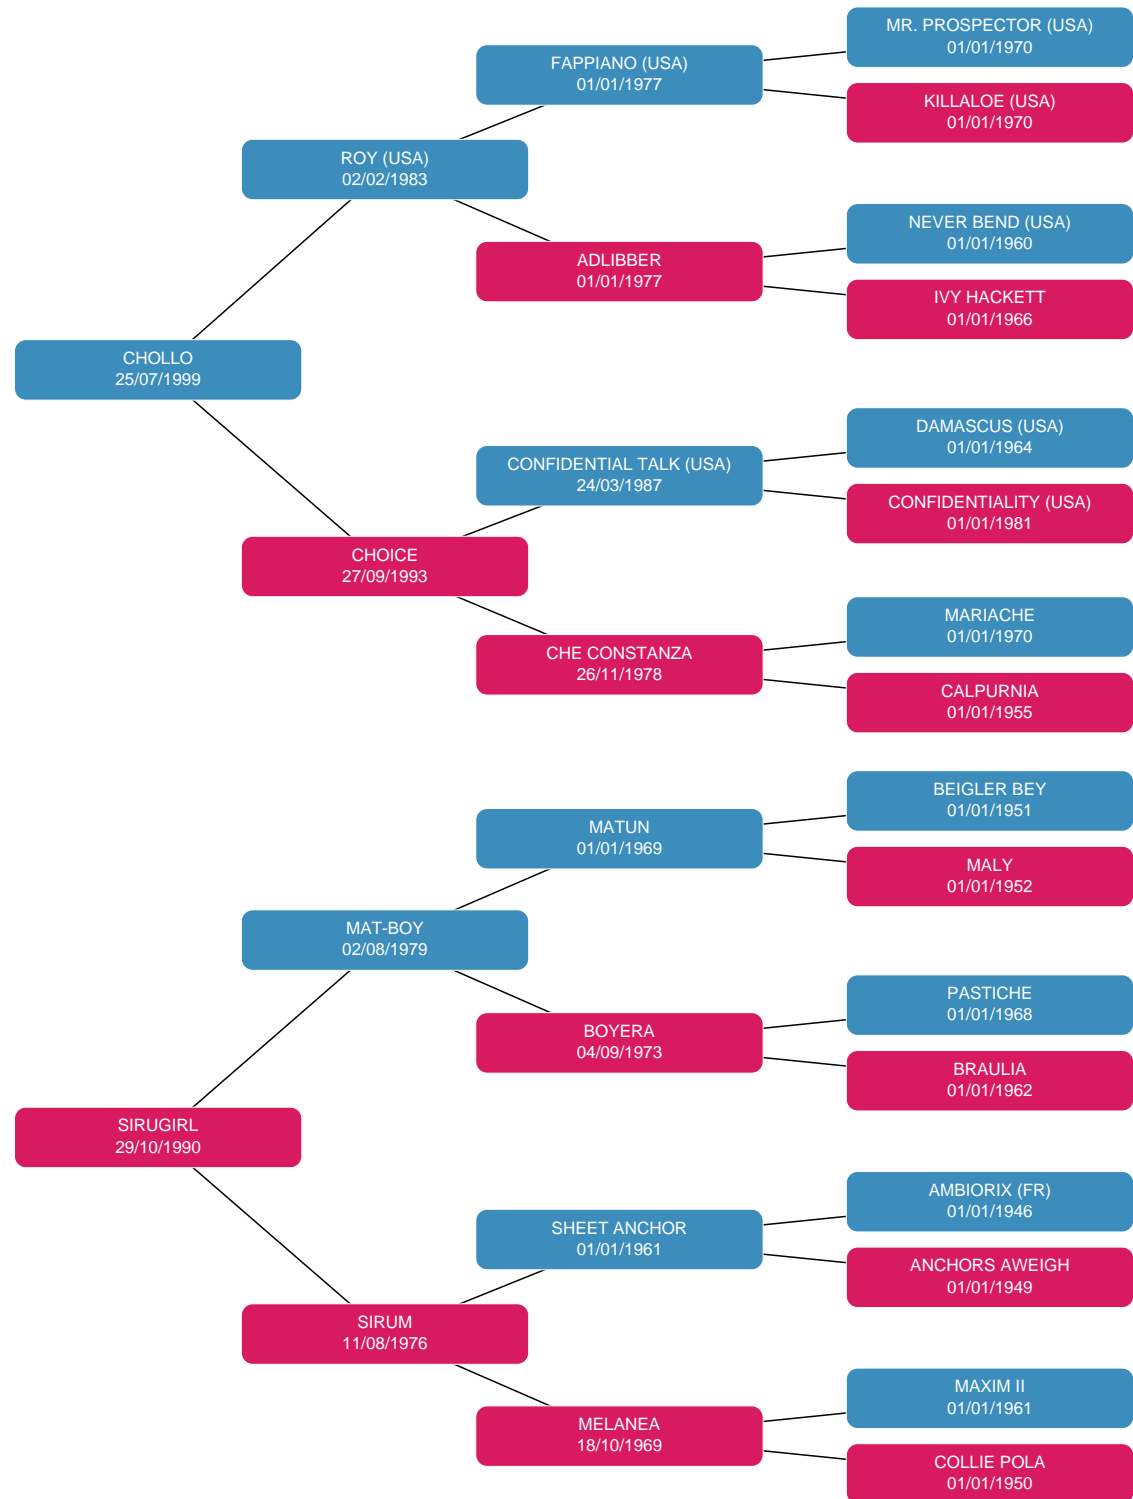 MR. PROSPECTOR (USA)
01/01/1970
FAPPIANO (USA)
01/01/1977
KILLALOE (USA)
01/01/1970
ROY (USA)
02/02/1983
NEVER BEND (USA)
01/01/1960
ADLIBBER
01/01/1977
IVY HACKETT
01/01/1966
CHOLLO
25/07/1999
DAMASCUS (USA)
01/01/1964
CONFIDENTIAL TALK (USA)
24/03/1987
CONFIDENTIALITY (USA)
01/01/1981
CHOICE
27/09/1993
MARIACHE
01/01/1970
CHE CONSTANZA
26/11/1978
CALPURNIA
01/01/1955
BEIGLER BEY
01/01/1951
MATUN
01/01/1969
MALY
01/01/1952
MAT-BOY
02/08/1979
PASTICHE
01/01/1968
BOYERA
04/09/1973
BRAULIA
01/01/1962
SIRUGIRL
29/10/1990
AMBIORIX (FR)
01/01/1946
SHEET ANCHOR
01/01/1961
ANCHORS AWEIGH
01/01/1949
SIRUM
11/08/1976
MAXIM II
01/01/1961
MELANEA
18/10/1969
COLLIE POLA
01/01/1950